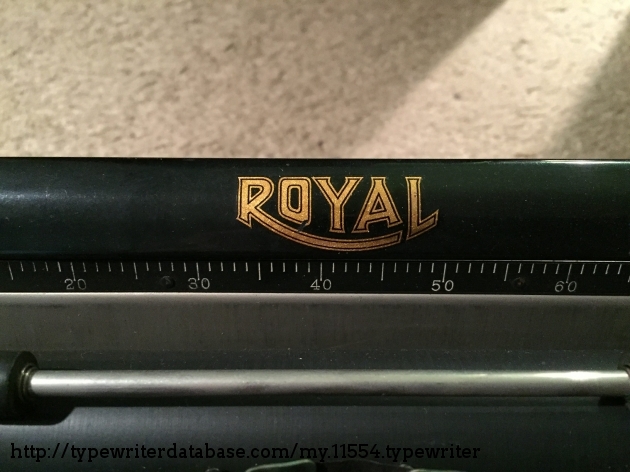 ROYAL
20 30 40 50 60
http://typewriterdatabase.com/my.11554.typewriter